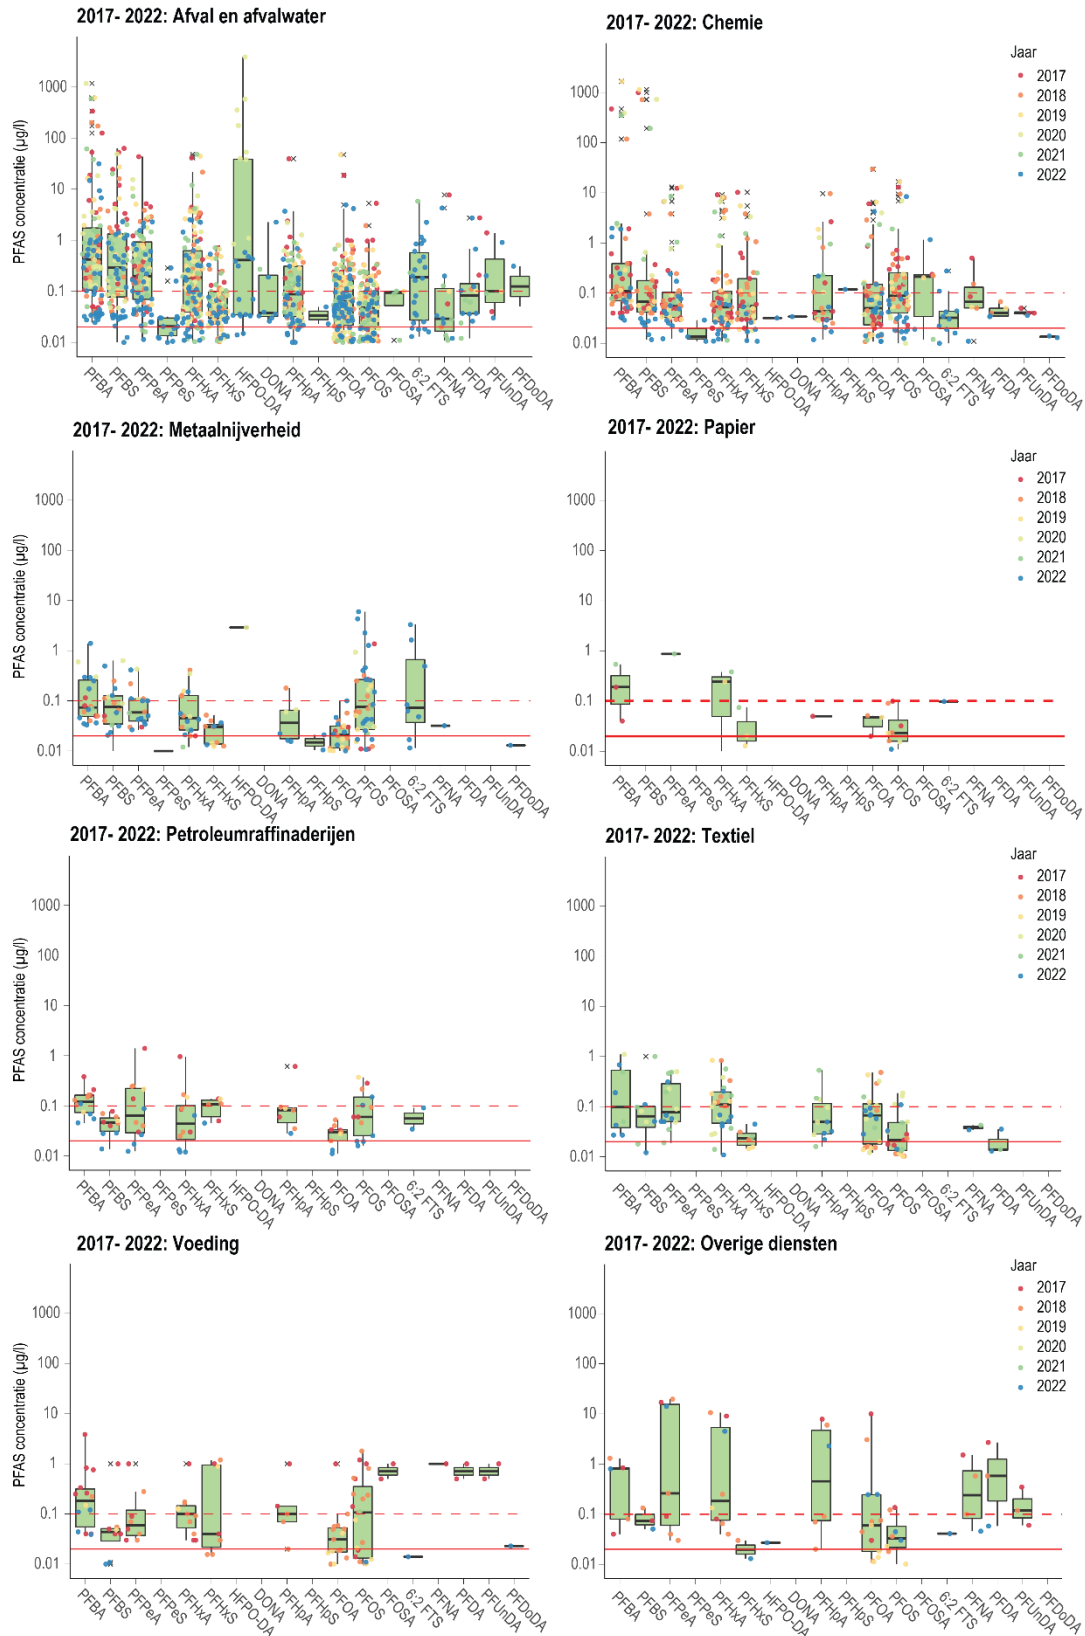 2017- 2022: Afval en afvalwater
PFAS concentratie (µg/l)
1000
100
10
1
0.1
0.01
PFBA
PFBS
PFPeA
PFPeS
PFHxA
PFHxS
HFPO-DA
DONA
PFHpA
PFHpS
PFOA
PFOS
PFOSA
6:2 FTS
PFNA
PFDA
PFUnDA
PFDoDA
2017- 2022: Chemie
Jaar
2017
2018
2019
2020
2021
2022
1000
100
10
1
0.1
0.01
PFBA
PFBS
PFPeA
PFPeS
PFHxA
PFHxS
HFPO-DA
DONA
PFHpA
PFHpS
PFOA
PFOS
PFOSA
6:2 FTS
PFNA
PFDA
PFUnDA
PFDoDA
2017- 2022: Metaalnijverheid
PFAS concentratie (µg/l)
1000
100
10
1
0.1
0.01
PFBA
PFBS
PFPeA
PFPeS
PFHxA
PFHxS
HFPO-DA
DONA
PFHpA
PFHpS
PFOA
PFOS
PFOSA
6:2 FTS
PFNA
PFDA
PFUnDA
PFDoDA
2017- 2022: Papier
Jaar
2017
2018
2019
2020
2021
2022
1000
100
10
1
0.1
0.01
PFBA
PFBS
PFPeA
PFPeS
PFHxA
PFHxS
HFPO-DA
DONA
PFHpA
PFHpS
PFOA
PFOS
PFOSA
6:2 FTS
PFNA
PFDA
PFUnDA
PFDoDA
2017- 2022: Petroleumraffinaderijen
PFAS concentratie (µg/l)
1000
100
10
1
0.1
0.01
PFBA
PFBS
PFPeA
PFPeS
PFHxA
PFHxS
HFPO-DA
DONA
PFHpA
PFHpS
PFOA
PFOS
PFOSA
6:2 FTS
PFNA
PFDA
PFUnDA
PFDoDA
2017- 2022: Textiel
Jaar
2017
2018
2019
2020
2021
2022
1000
100
10
1
0.1
0.01
PFBA
PFBS
PFPeA
PFPeS
PFHxA
PFHxS
HFPO-DA
DONA
PFHpA
PFHpS
PFOA
PFOS
PFOSA
6:2 FTS
PFNA
PFDA
PFUnDA
PFDoDA
2017- 2022: Voeding
PFAS concentratie (µg/l)
1000
100
10
1
0.1
0.01
PFBA
PFBS
PFPeA
PFPeS
PFHxA
PFHxS
HFPO-DA
DONA
PFHpA
PFHpS
PFOA
PFOS
PFOSA
6:2 FTS
PFNA
PFDA
PFUnDA
PFDoDA
2017- 2022: Overige diensten
Jaar
2017
2018
2019
2020
2021
2022
1000
100
10
1
0.1
0.01
PFBA
PFBS
PFPeA
PFPeS
PFHxA
PFHxS
HFPO-DA
DONA
PFHpA
PFHpS
PFOA
PFOS
PFOSA
6:2 FTS
PFNA
PFDA
PFUnDA
PFDoDA